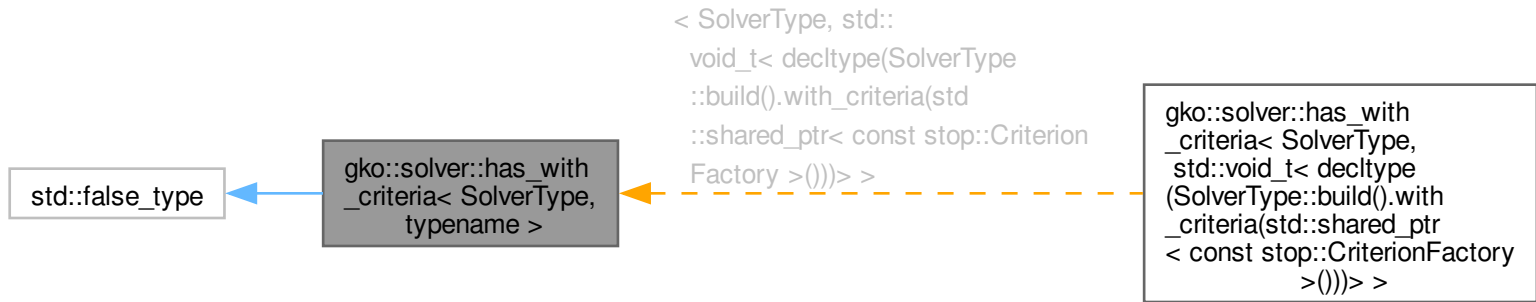 std::false_type
gko::solver::has_with
_criteria< SolverType,
typename >
< SolverType, std::
void_t< decltype(SolverType
::build().with_criteria(std
::shared_ptr< const stop::Criterion
Factory >()))> >
gko::solver::has_with
_criteria< SolverType,
std::void_t< decltype
(SolverType::build().with
_criteria(std::shared_ptr
< const stop::CriterionFactory
>()))> >